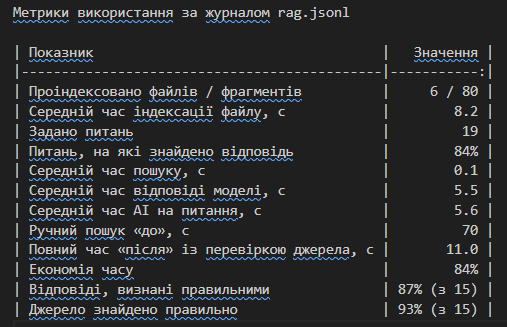 Метрики використання за журналом rag.jsonl
| Показник | Значення |
|-------------------------------------------|-----------:|
| Проіндексовано файлів / фрагментів | 6 / 80 |
| Середній час індексації файлу, с | 8.2 |
| Задано питань | 19 |
| Питань, на які знайдено відповідь | 84% |
| Середній час пошуку, с | 0.1 |
| Середній час відповіді моделі, с | 5.5 |
| Середній час AI на питання, с | 5.6 |
| Ручний пошук «до», с | 70 |
| Повний час «після» із перевіркою джерела, с | 11.0 |
| Економія часу | 84% |
| Відповіді, визнані правильними | 87% (з 15) |
| Джерело знайдено правильно | 93% (з 15) |